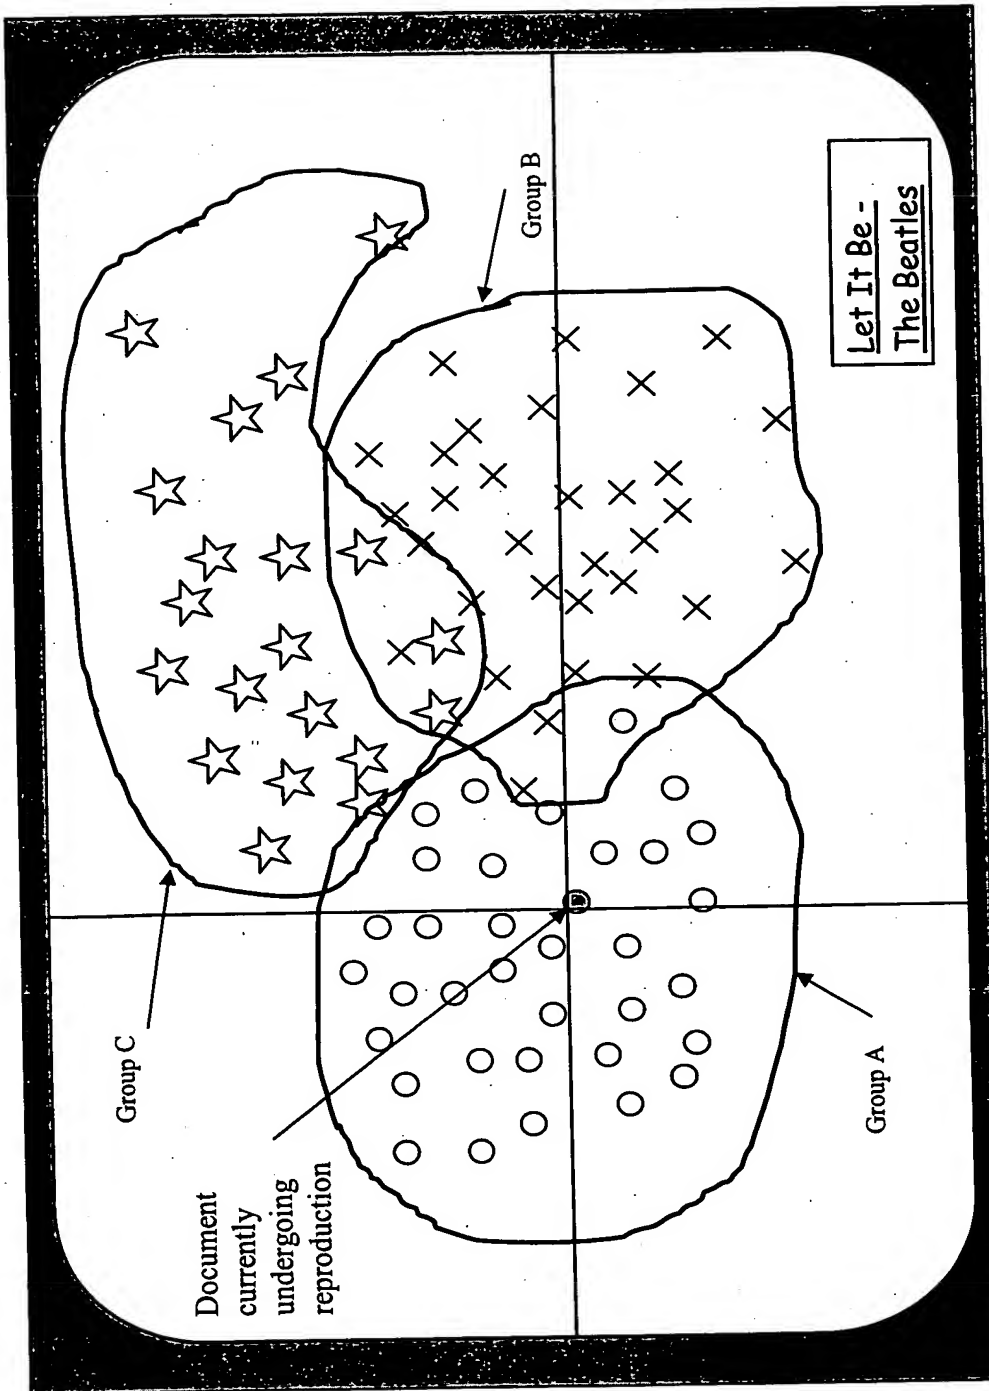 Group C
Document
currently
undergoing
reproduction
Group B
Group A
Let It Be -
The Beatles